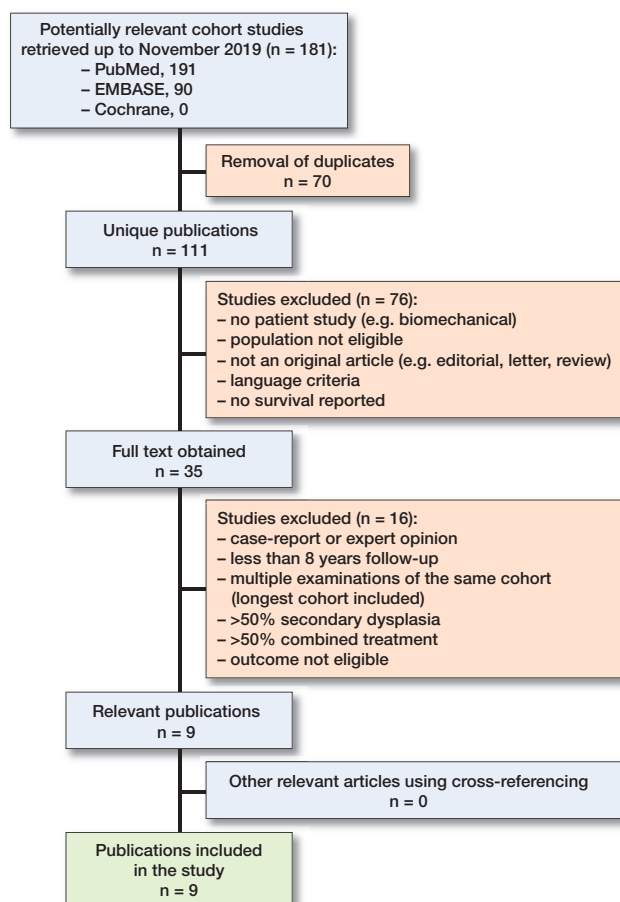 Potentially relevant cohort studies
retrieved up to November 2019 (n = 181):
– PubMed, 191
– EMBASE, 90
– Cochrane, 0
Removal of duplicates
n = 70
Unique publications
n = 111
Studies excluded (n = 76):
– no patient study (e.g. biomechanical)
– population not eligible
– not an original article (e.g. editorial, letter, review)
– language criteria
– no survival reported
Full text obtained
n = 35
Studies excluded (n = 16):
– case-report or expert opinion
– less than 8 years follow-up
– multiple examinations of the same cohort
(longest cohort included)
– >50% secondary dysplasia
– >50% combined treatment
– outcome not eligible
Relevant publications
n = 9
Other relevant articles using cross-referencing
n = 0
Publications included
in the study
n = 9